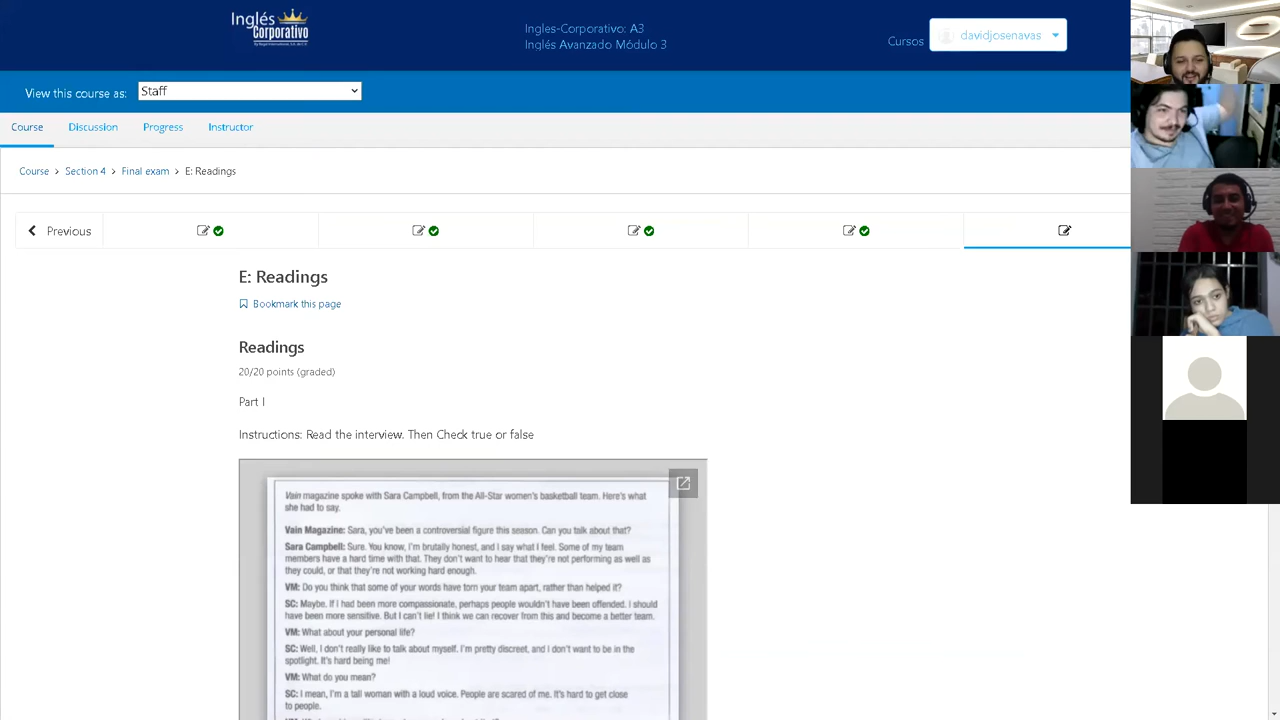 Inglés
Corporativo
Ingles-Corporativo: A3
Inglés Avanzado Módulo 3
Cursos
davidjosenavas
View this course as:
Staff
Course
Discussion
Progress
Instructor
Course > Section 4 > Final exam > E: Readings
Previous
E: Readings
Bookmark this page
Readings
20/20 points (graded)
Part I
Instructions: Read the interview. Then Check true or false
Vain magazine spoke with Sara Campbell, from the All-Star women's basketball team. Here's what
she had to say.
Vain Magazine: Sara, you've been a controversial figure this season. Can you talk about that?
Sara Campbell: Sure. You know, I'm brutally honest, and I say what I feel. Some of my team
members have a hard time with that. They don't want to hear that they're not performing as well as
they could, or that they're not working hard enough.
VM: Do you think that some of your words have torn your team apart, rather than helped it?
SC: Maybe. If I had been more compassionate, perhaps people wouldn't have been offended. I should
have been more sensitive. But I can't lie! I think we can recover from this and become a better team.
VM: What about your personal life?
SC: Well, I don't really like to talk about myself. I'm pretty discreet, and I don't want to be in the
spotlight. It's hard being me!
VM: What do you mean?
SC: I mean, I'm a tall woman with a loud voice. People are scared of me. It's hard to get close
to people.